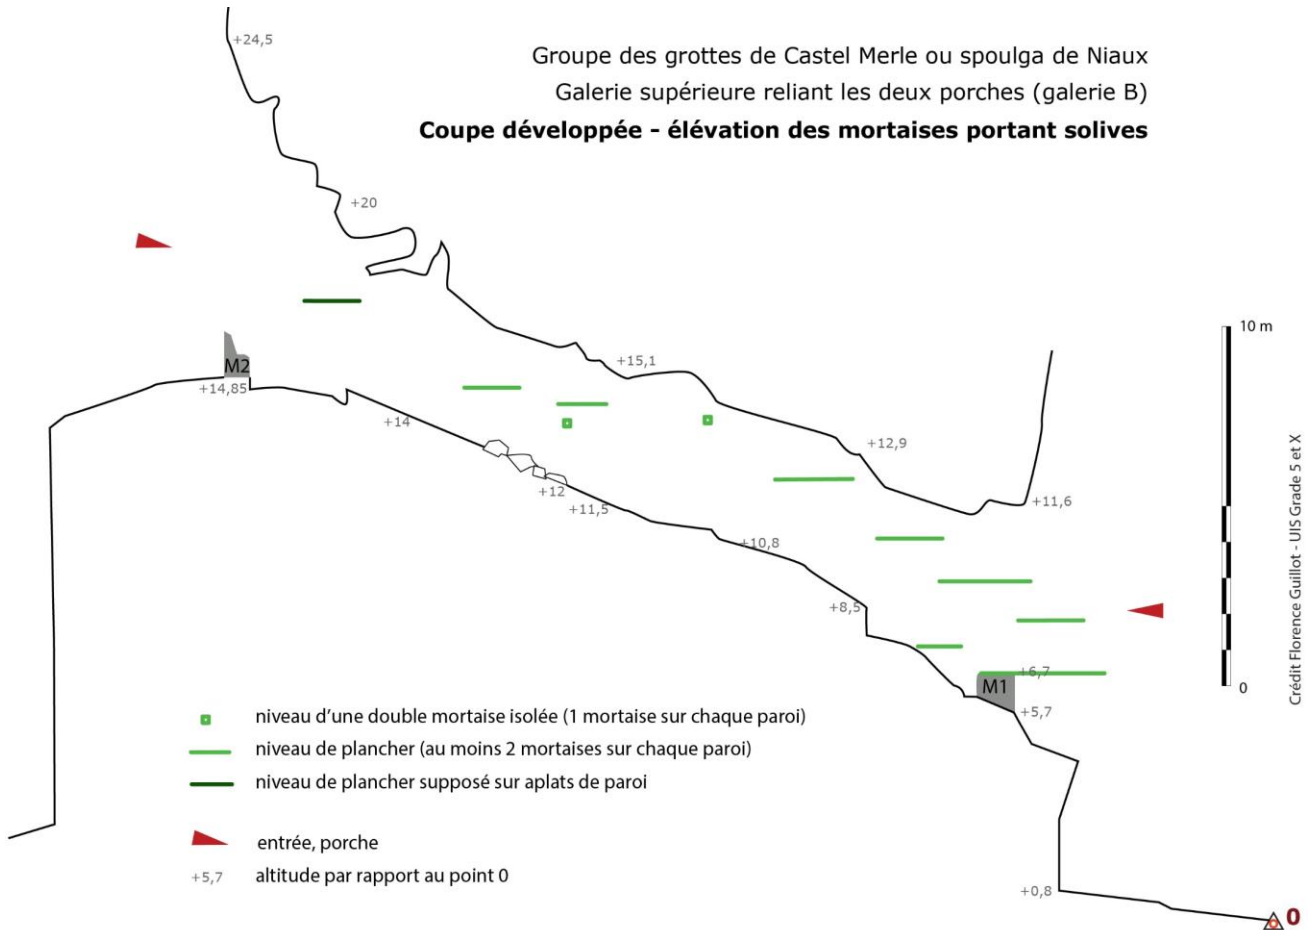 Groupe des grottes de Castel Merle ou spoulga de Niaux
Galerie supérieure reliant les deux porches (galerie B)
Coupe développée - élévation des mortaises portant solives
+24,5
+20
10 m
+15,1
M2
+14,85
+14
+12,9
+12
+11,5
+11,6
+10,8
+8,5
+6,7
M1
0
+5,7
niveau d'une double mortaise isolée (1 mortaise sur chaque paroi)
niveau de plancher (au moins 2 mortaises sur chaque paroi)
niveau de plancher supposé sur aplats de paroi
entrée, porche
+5,7 altitude par rapport au point 0
+0,8
0
Crédit Florence Guillot - UIS Grade 5 et X